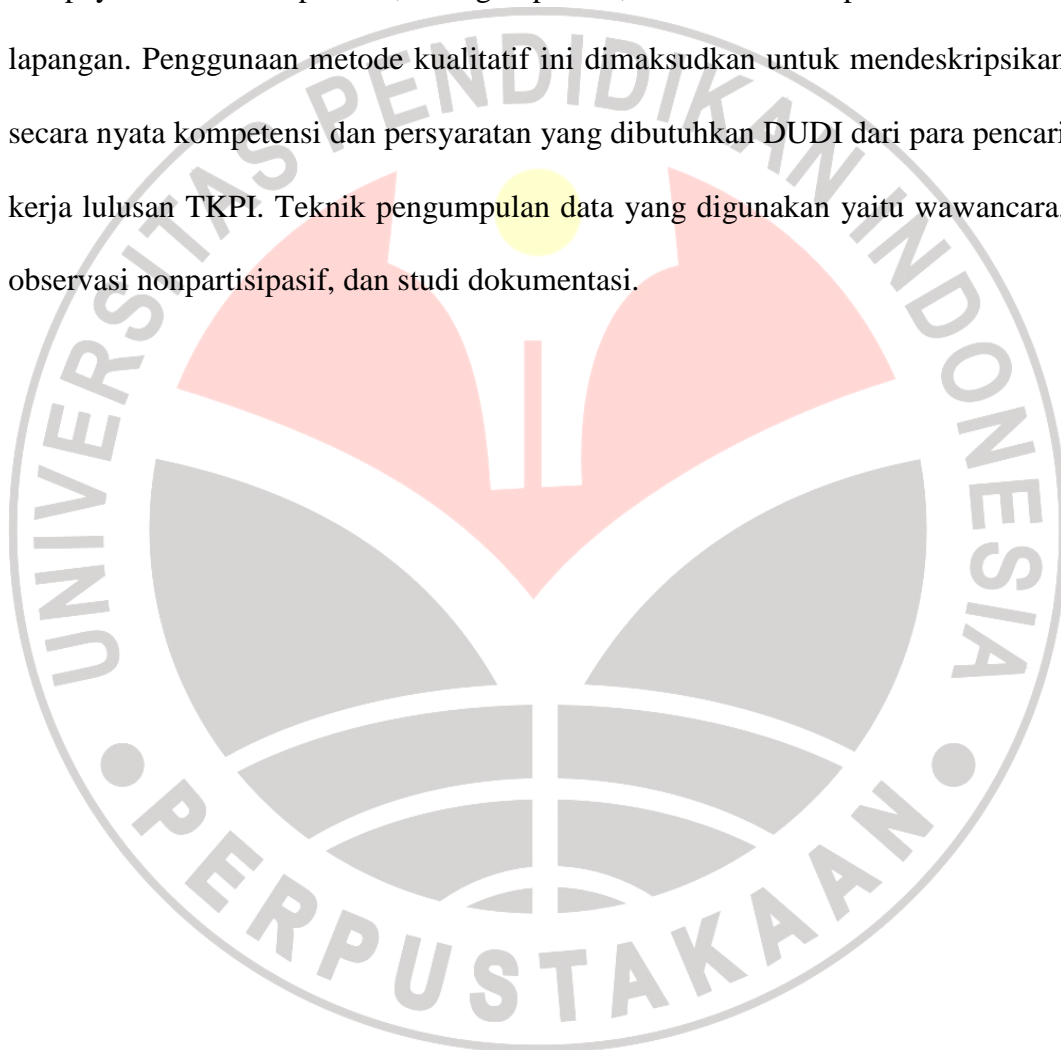 lapangan. Penggunaan metode kualitatif ini dimaksudkan untuk mendeskripsikan
secara nyata kompetensi dan persyaratan yang dibutuhkan DUDI dari para pencari
kerja lulusan TKPI. Teknik pengumpulan data yang digunakan yaitu wawancara,
observasi nonpartisipasif, dan studi dokumentasi.
UNIVERSITAS PENDIDIKAN INDONESIA
PERPUSTAKAAN